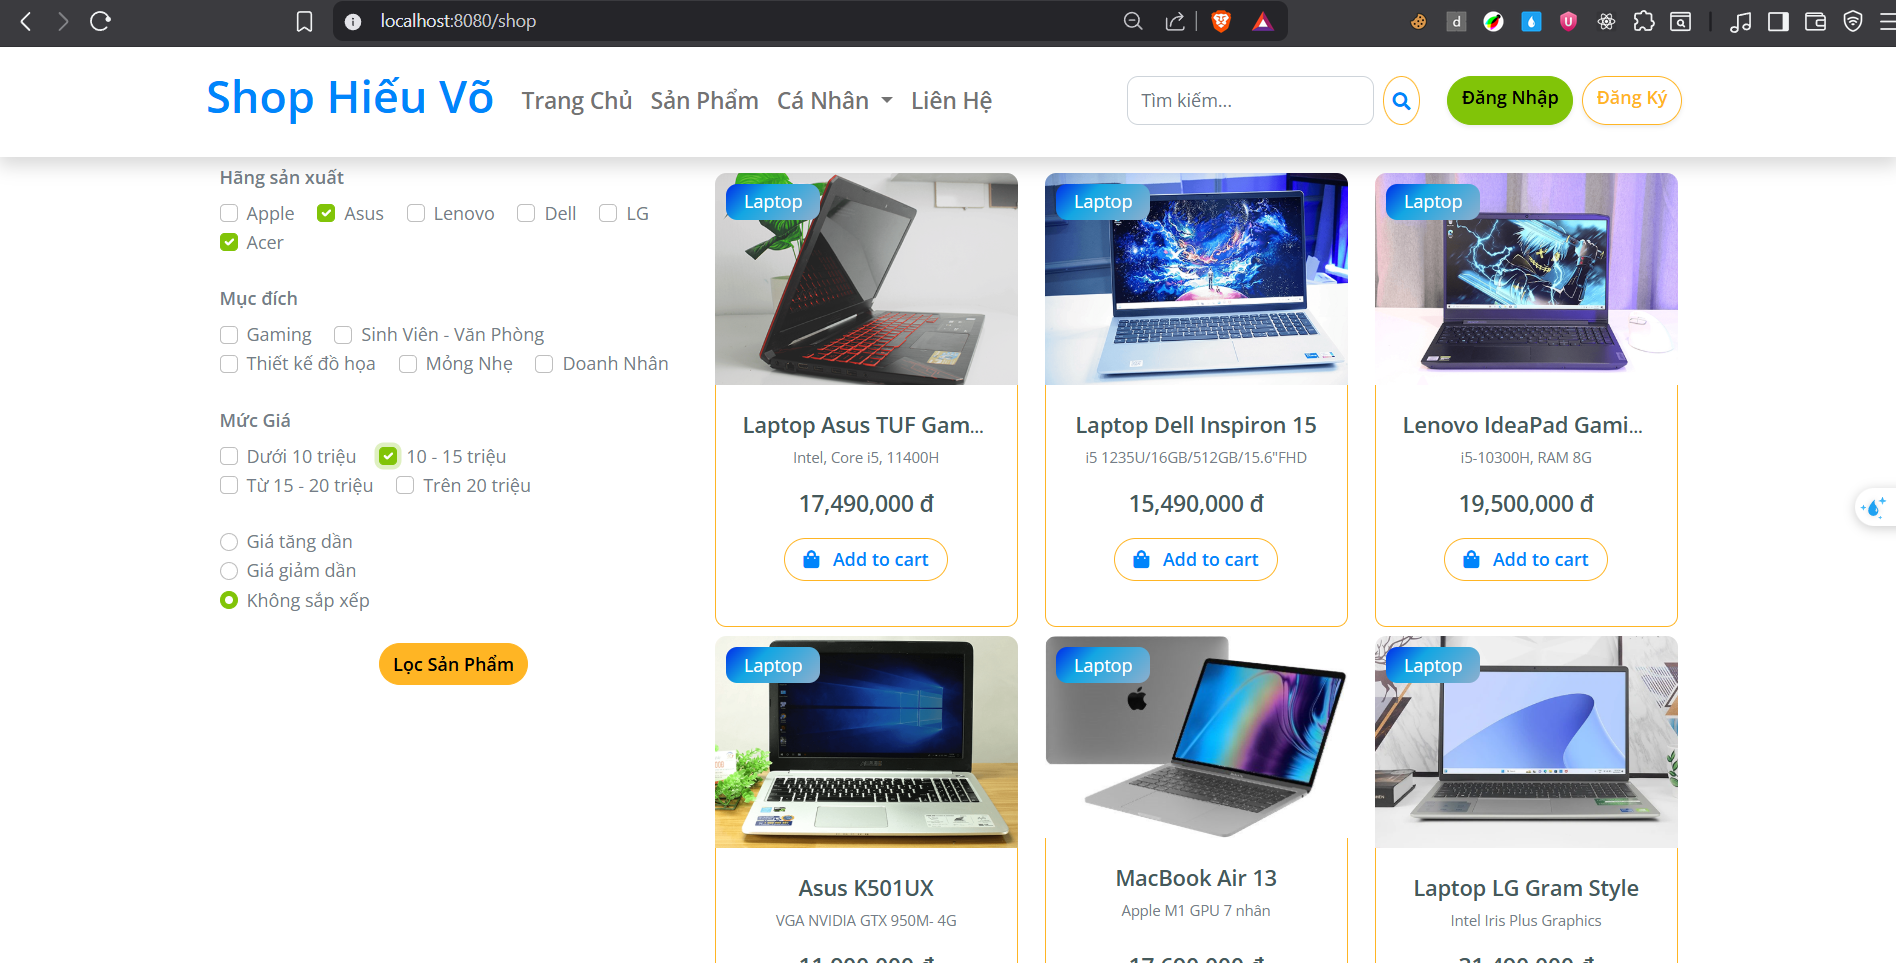 localhost:8080/shop
Shop Hiếu Võ
Trang Chủ
Sản Phẩm
Cá Nhân
Liên Hệ
Tìm kiếm...
Đăng Nhập
Đăng Ký
Hãng sản xuất
Apple
Asus
Lenovo
Dell
LG
Acer
Mục đích
Gaming
Sinh Viên - Văn Phòng
Thiết kế đồ họa
Mỏng Nhẹ
Doanh Nhân
Mức Giá
Dưới 10 triệu
10 - 15 triệu
Từ 15 - 20 triệu
Trên 20 triệu
Giá tăng dần
Giá giảm dần
Không sắp xếp
Lọc Sản Phẩm
Laptop
Laptop Asus TUF Gam...
Intel, Core i5, 11400H
17,490,000 đ
Add to cart
Laptop
Laptop Dell Inspiron 15
i5 1235U/16GB/512GB/15.6"FHD
15,490,000 đ
Add to cart
Laptop
Lenovo IdeaPad Gami...
i5-10300H, RAM 8G
19,500,000 đ
Add to cart
Laptop
Asus K501UX
VGA NVIDIA GTX 950M- 4G
Laptop
MacBook Air 13
Apple M1 GPU 7 nhân
Laptop
Laptop LG Gram Style
Intel Iris Plus Graphics